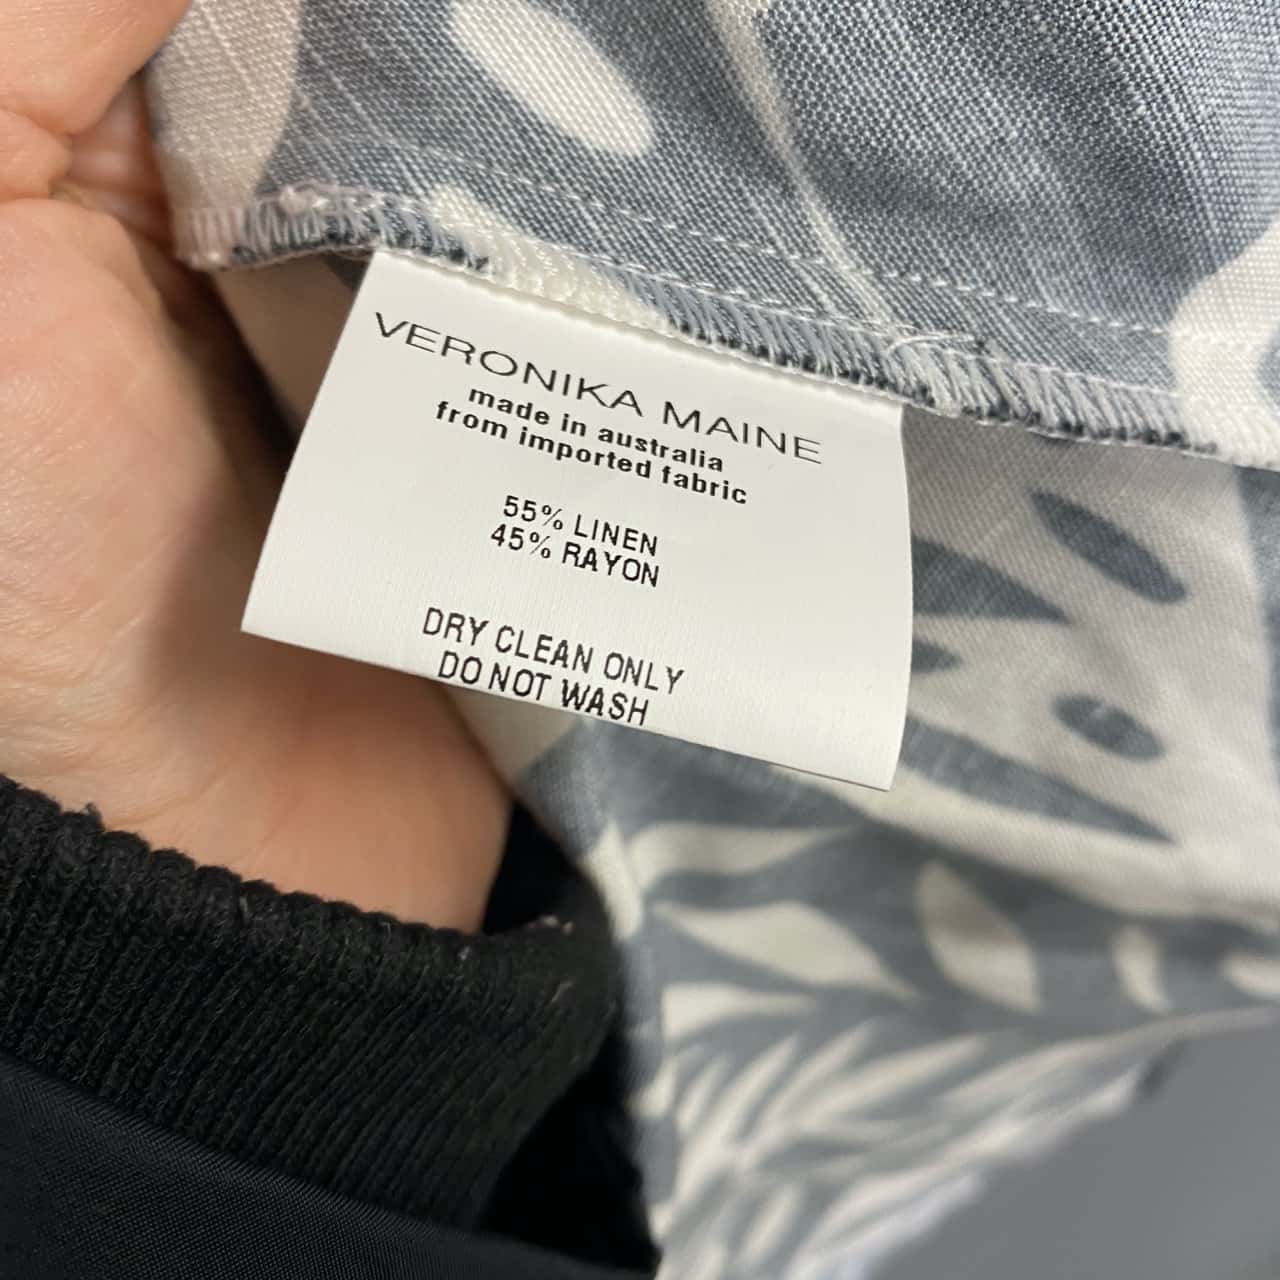 VERONIKA MAINE
made in australia
from imported fabric
55% LINEN
45% RAYON
DRY CLEAN ONLY
DO NOT WASH